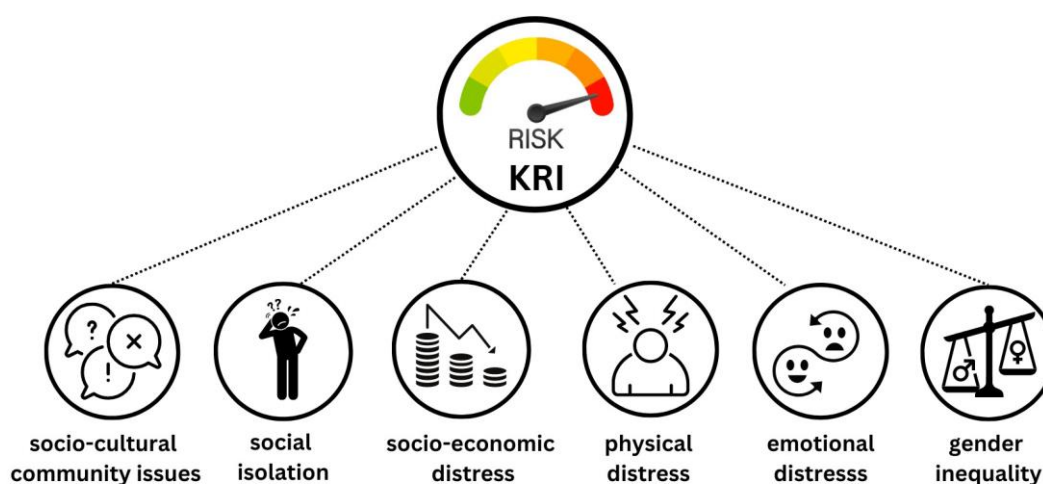 RISK
KRI
? × !
??
socio-cultural
community issues
social
isolation
socio-economic
distress
physical
distress
emotional
distresss
gender
inequality